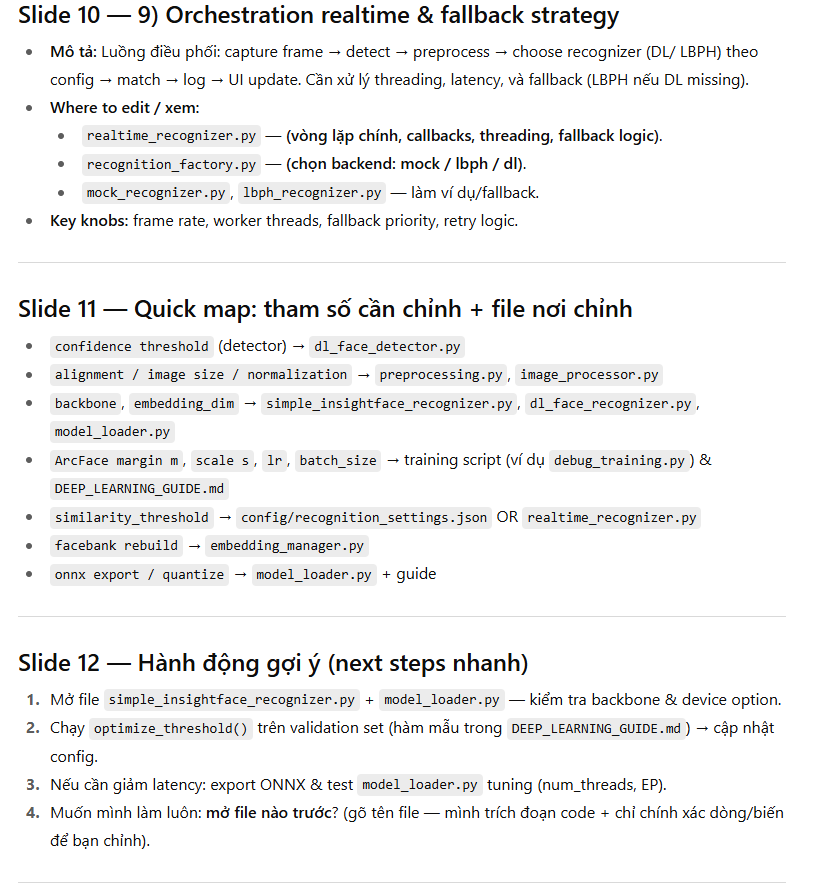 Slide 10 — 9) Orchestration realtime & fallback strategy
Mô tả: Luồng điều phối: capture frame → detect → preprocess → choose recognizer (DL/ LBPH) theo
config → match → log → UI update. Cần xử lý threading, latency, và fallback (LBPH nếu DL missing).
Where to edit / xem:
realtime_recognizer.py — (vòng lặp chính, callbacks, threading, fallback logic).
recognition_factory.py — (chọn backend: mock / lbph / dl).
mock_recognizer.py, lbph_recognizer.py — làm ví dụ/fallback.
Key knobs: frame rate, worker threads, fallback priority, retry logic.
Slide 11 — Quick map: tham số cần chỉnh + file nơi chỉnh
confidence threshold (detector) → dl_face_detector.py
alignment / image size / normalization → preprocessing.py, image_processor.py
backbone, embedding_dim → simple_insightface_recognizer.py, dl_face_recognizer.py,
model_loader.py
ArcFace margin m, scale s, lr, batch_size → training script (ví dụ debug_training.py) &
DEEP_LEARNING_GUIDE.md
similarity_threshold → config/recognition_settings.json OR realtime_recognizer.py
facebank rebuild → embedding_manager.py
onnx export / quantize → model_loader.py + guide
Slide 12 — Hành động gợi ý (next steps nhanh)
1. Mở file simple_insightface_recognizer.py + model_loader.py — kiểm tra backbone & device option.
2. Chạy optimize_threshold() trên validation set (hàm mẫu trong DEEP_LEARNING_GUIDE.md) → cập nhật
config.
3. Nếu cần giảm latency: export ONNX & test model_loader.py tuning (num_threads, EP).
4. Muốn mình làm luôn: mở file nào trước? (gõ tên file — mình trích đoạn code + chỉ chính xác dòng/biến
để bạn chỉnh).